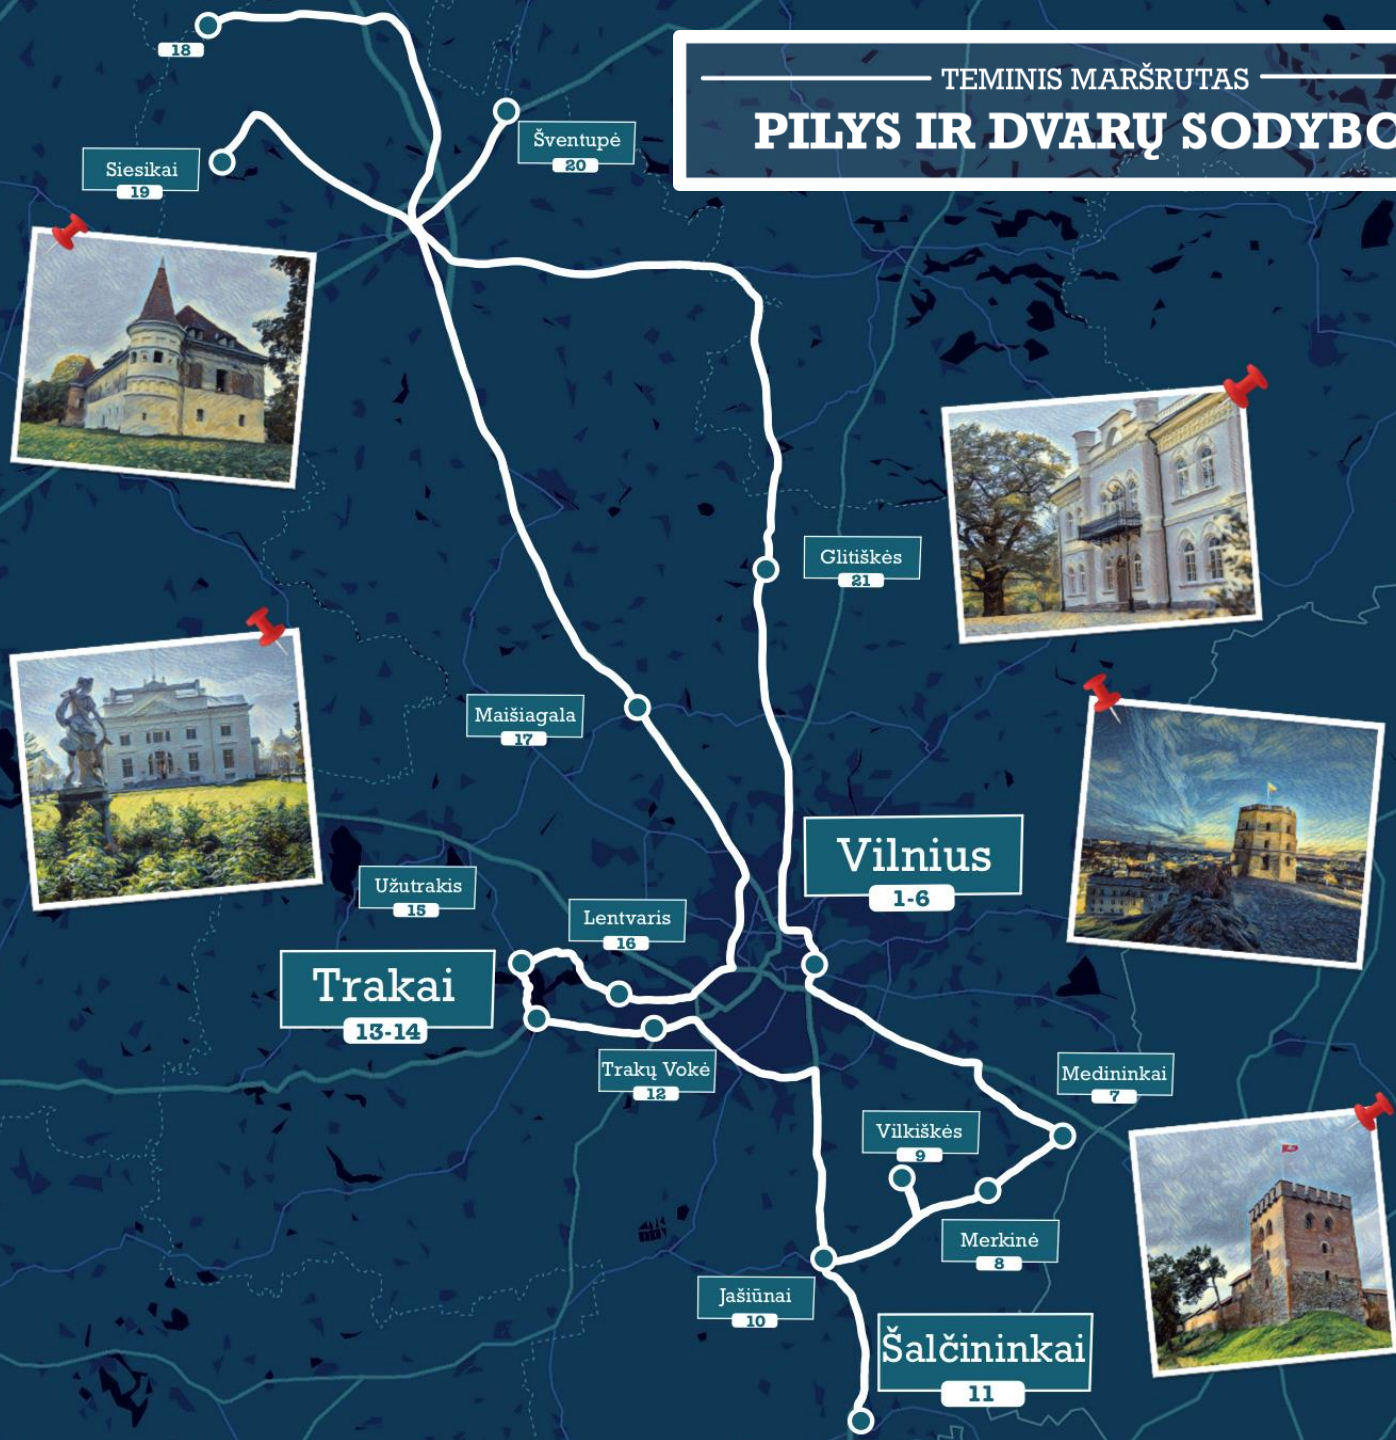 TEMINIS MARŠRUTAS
PILYS IR DVARŲ SODYBO
18
Šventupė
20
Siesikai
19
Glitiškės
21
Maišiagala
17
Vilnius
1-6
Užutrakis
15
Lentvaris
16
Trakai
13-14
Trakų Vokė
12
Medininkai
7
Vilkiškės
9
Merkinė
8
Jašiūnai
10
Šalčininkai
11